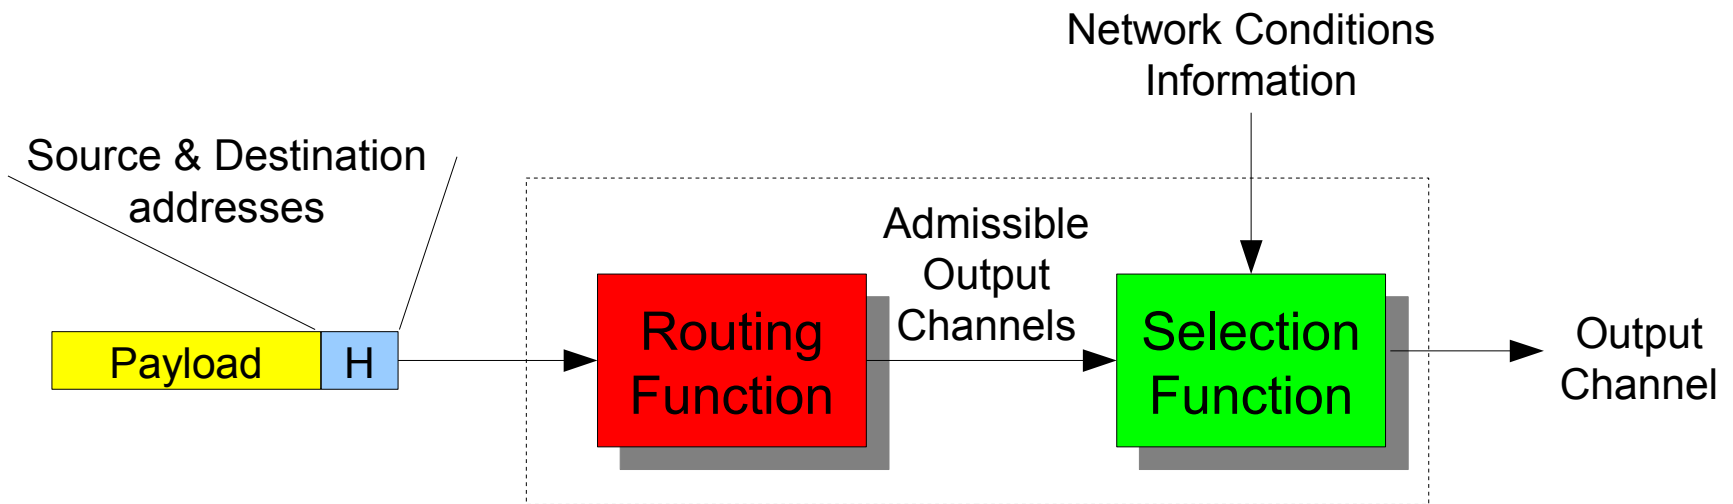 Network Conditions
Information
Source & Destination
addresses
Admissible
Output
Channels
Payload
H
Routing
Function
Selection
Function
Output
Channel